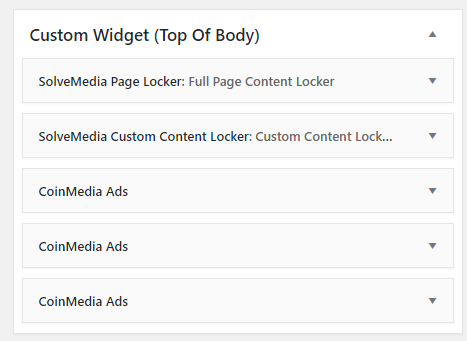 Custom Widget (Top Of Body)
SolveMedia Page Locker: Full Page Content Locker
SolveMedia Custom Content Locker: Custom Content Lock...
CoinMedia Ads
CoinMedia Ads
CoinMedia Ads